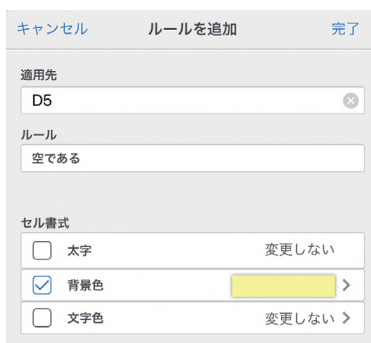 キャンセル ルールを追加 完了
適用先
D5
ルール
空である
セル書式
太字 変更しない
背景色
文字色 変更しない